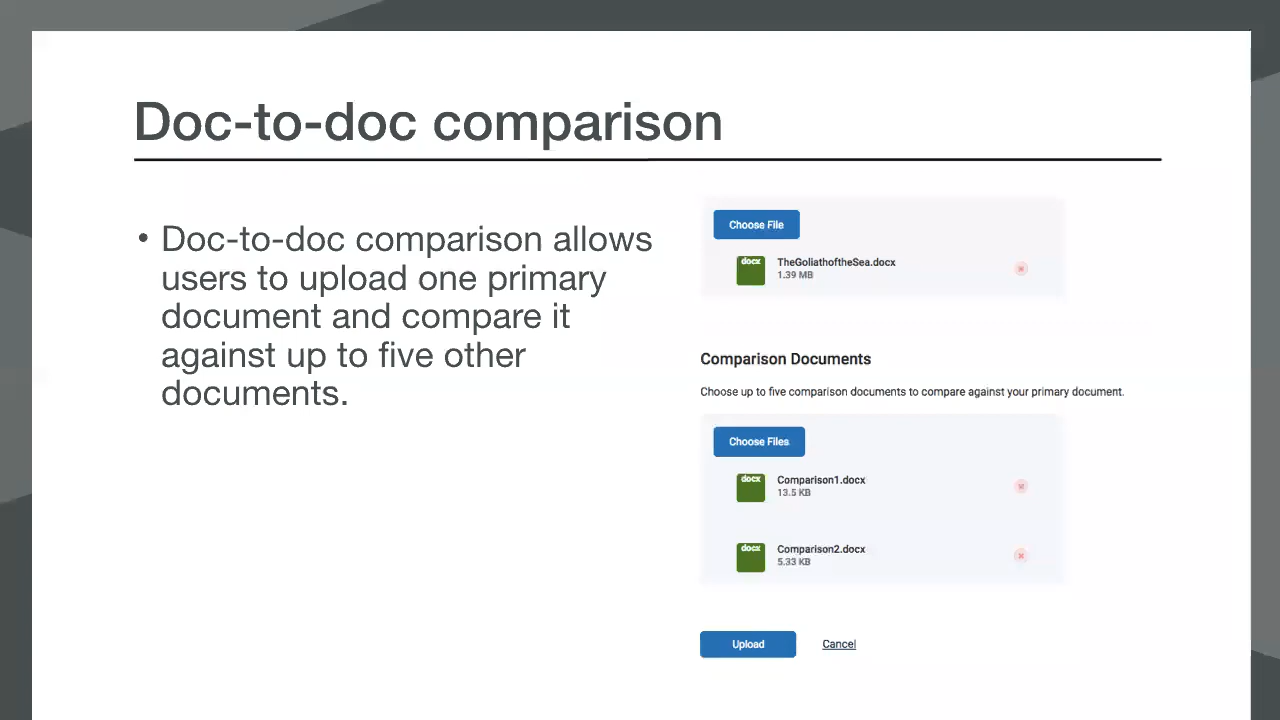 Doc-to-doc comparison
• Doc-to-doc comparison allows
users to upload one primary
document and compare it
against up to five other
documents.
Choose File
docx
TheGoliathoftheSea.docx
1.39 MB
Comparison Documents
Choose up to five comparison documents to compare against your primary document.
Choose Files
docx
Comparison1.docx
13.5 KB
docx
Comparison2.docx
5.33 KB
Upload Cancel